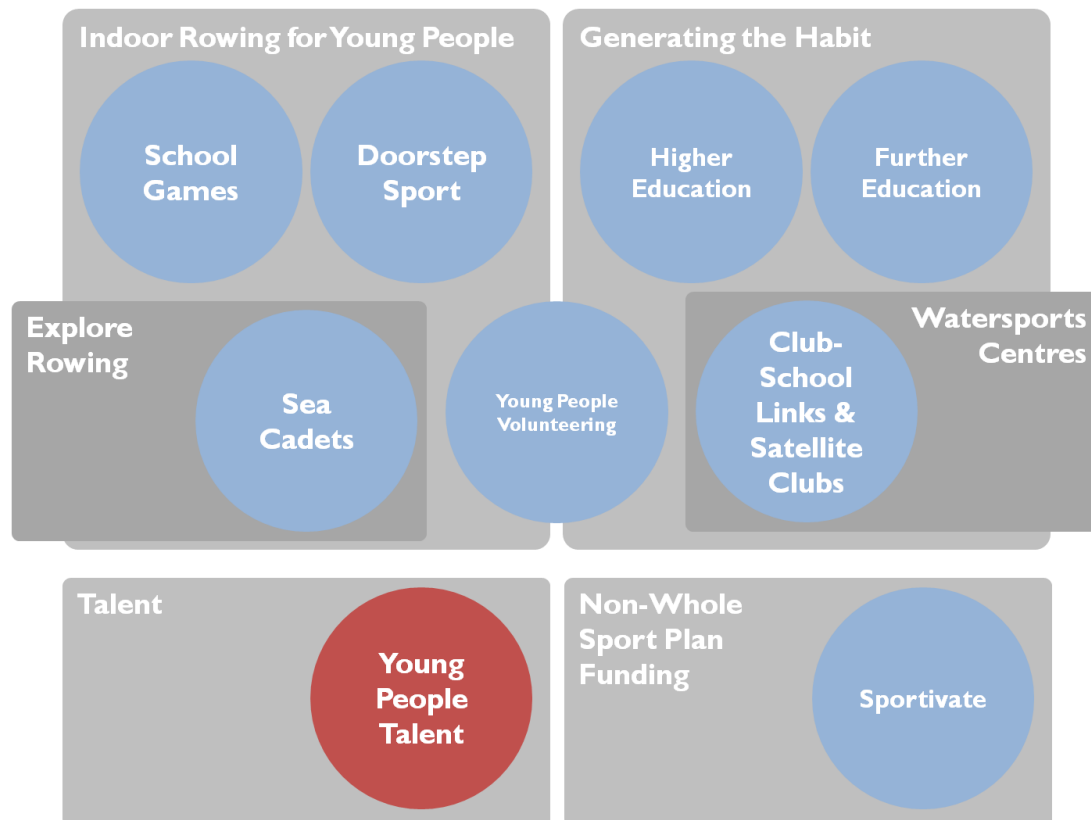 Indoor Rowing for Young People
School
Games
Doorstep
Sport
Generating the Habit
Higher
Education
Further
Education
Explore
Rowing
Sea
Cadets
Young People
Volunteering
Club-
School
Links &
Satellite
Clubs
Watersports
Centres
Talent
Young
People
Talent
Non-Whole
Sport Plan
Funding
Sportivate